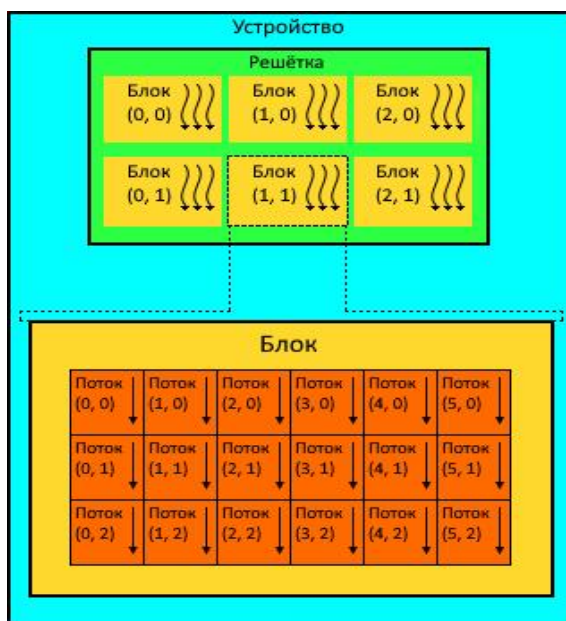 Устройство
Решётка
Блок Блок Блок
(0, 0) (1, 0) (2, 0)
Блок Блок Блок
(0, 1) (1, 1) (2, 1)
Блок
Поток Поток Поток Поток Поток Поток
(0, 0) (1, 0) (2, 0) (3, 0) (4, 0) (5, 0)
Поток Поток Поток Поток Поток Поток
(0, 1) (1, 1) (2, 1) (3, 1) (4, 1) (5, 1)
Поток Поток Поток Поток Поток Поток
(0, 2) (1, 2) (2, 2) (3, 2) (4, 2) (5, 2)